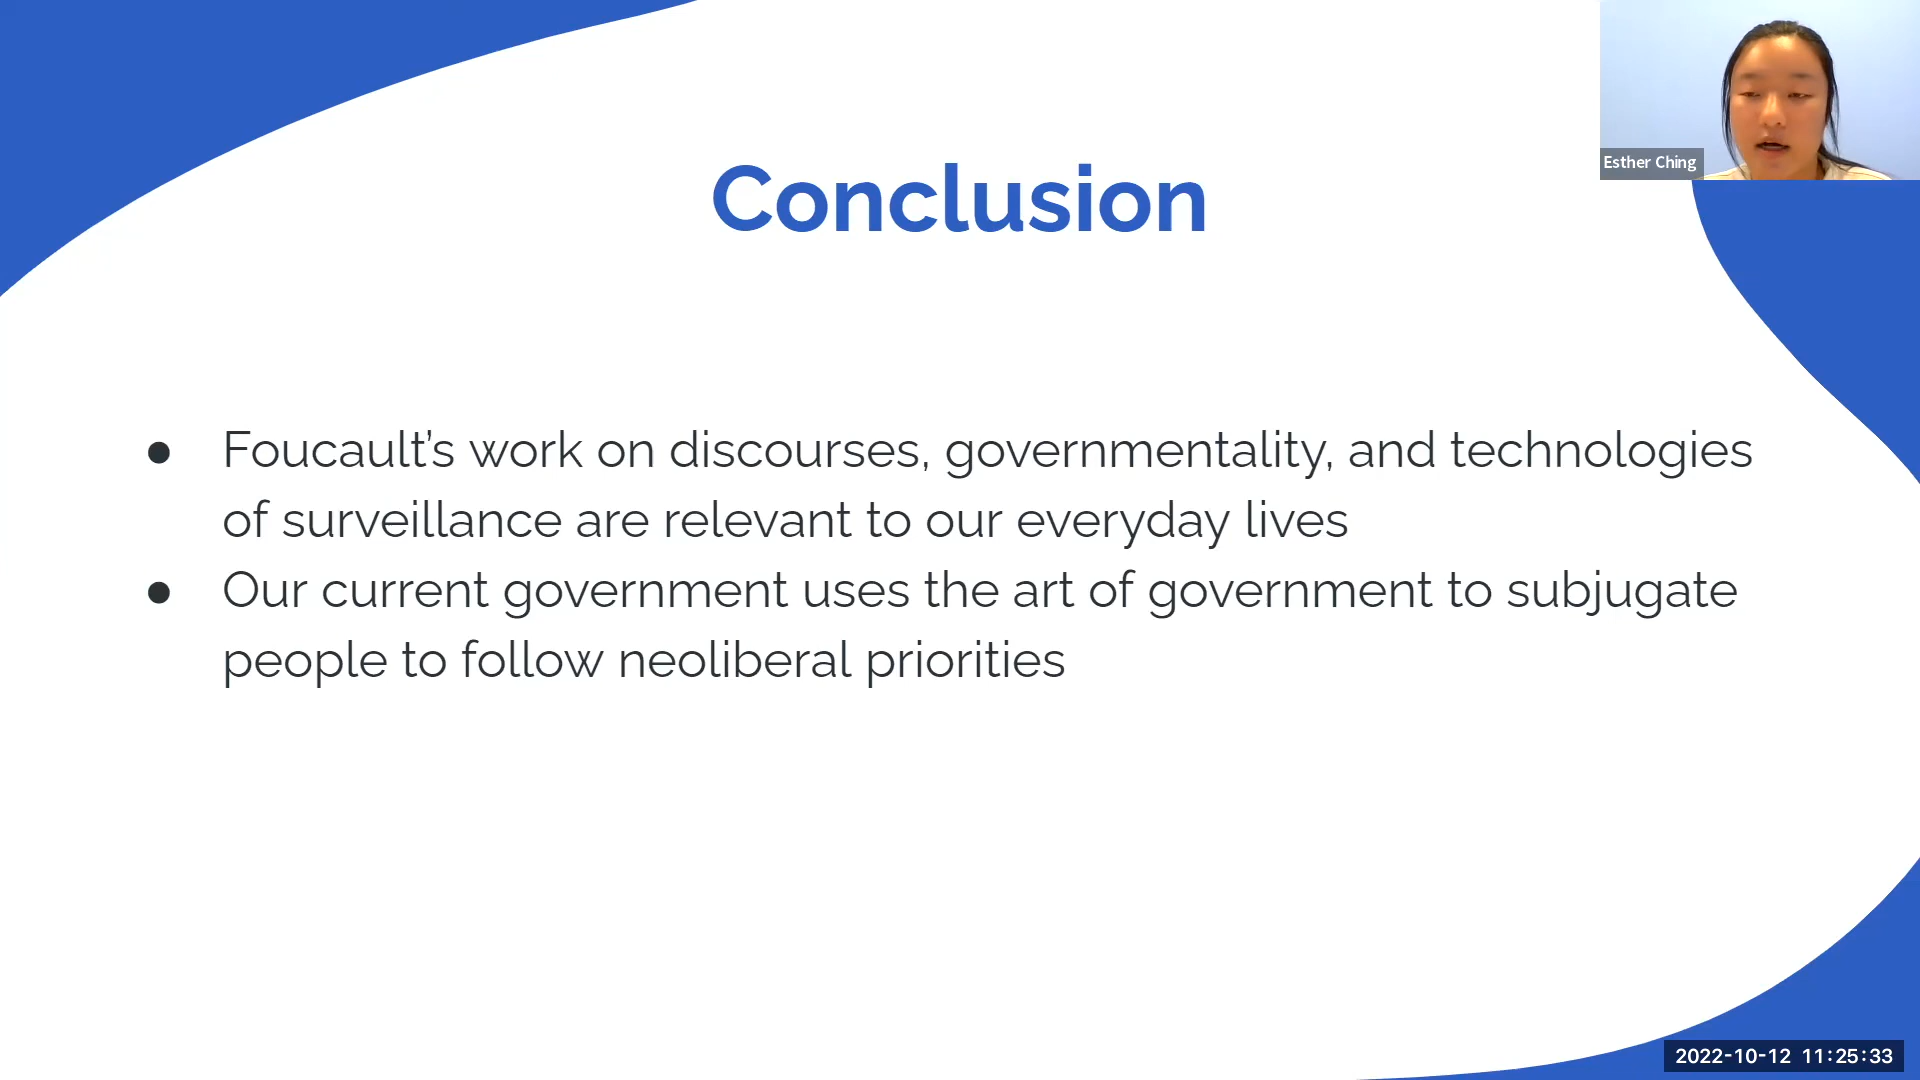 Esther Ching
Conclusion
● Foucault’s work on discourses, governmentality, and technologies
of surveillance are relevant to our everyday lives
● Our current government uses the art of government to subjugate
people to follow neoliberal priorities
2022-10-12 11:25:33